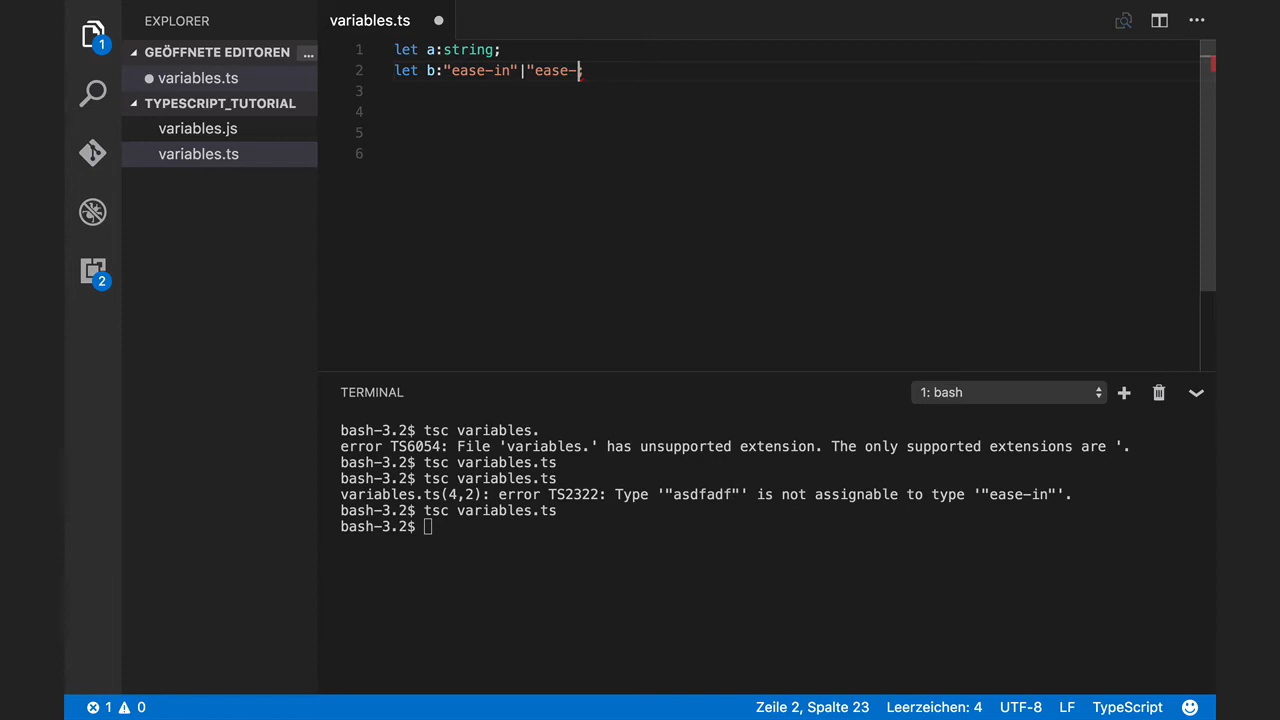 EXPLORER
GEÖFFNETE EDITOREN ...
variables.ts
TYPESCRIPT_TUTORIAL
variables.js
variables.ts
1
2
variables.ts
1 let a:string;
2 let b:"ease-in"|"ease-;
3
4
5
6
TERMINAL
1: bash
bash-3.2$ tsc variables.
error TS6054: File 'variables.' has unsupported extension. The only supported extensions are '.
bash-3.2$ tsc variables.ts
bash-3.2$ tsc variables.ts
variables.ts(4,2): error TS2322: Type '"asdfadf"' is not assignable to type '"ease-in"'.
bash-3.2$ tsc variables.ts
bash-3.2$
1 0
Zeile 2, Spalte 23 Leerzeichen: 4 UTF-8 LF TypeScript